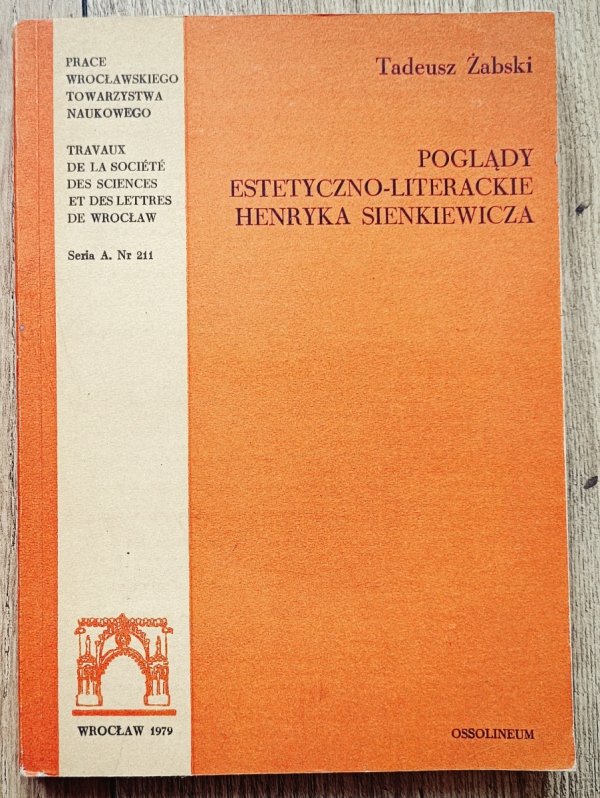 PRACE
WROCŁAWSKIEGO
TOWARZYSTWA
NAUKOWEGO
TRAVAUX
DE LA SOCIÉTÉ
DES SCIENCES
ET DES LETTRES
DE WROCŁAW
Seria A. Nr 211
Tadeusz Żabski
POGLĄDY
ESTETYCZNO-LITERACKIE
HENRYKA SIENKIEWICZA
WROCŁAW 1979
OSSOLINEUM